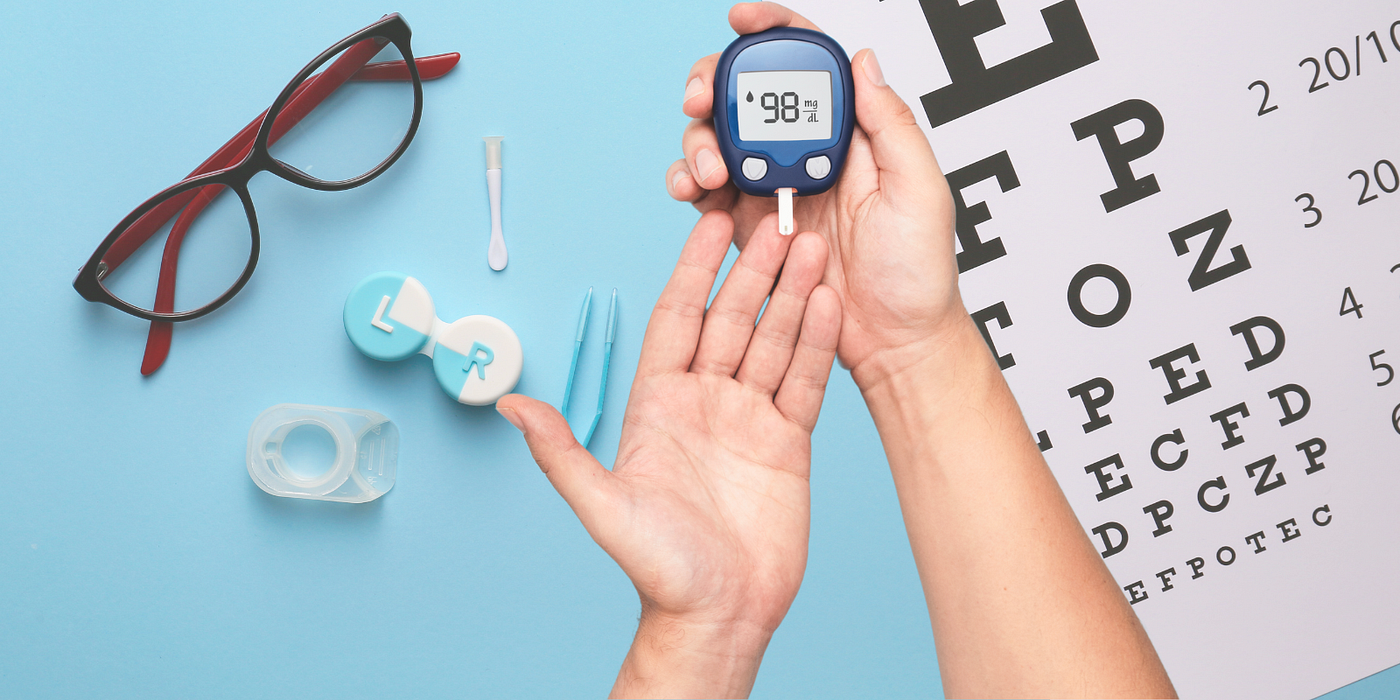 98 mg
dL
L
R
E
F P 2 20/10
T O Z 3 20
P E D 4
E C F D 5
D P C Z P
E F P O T E C